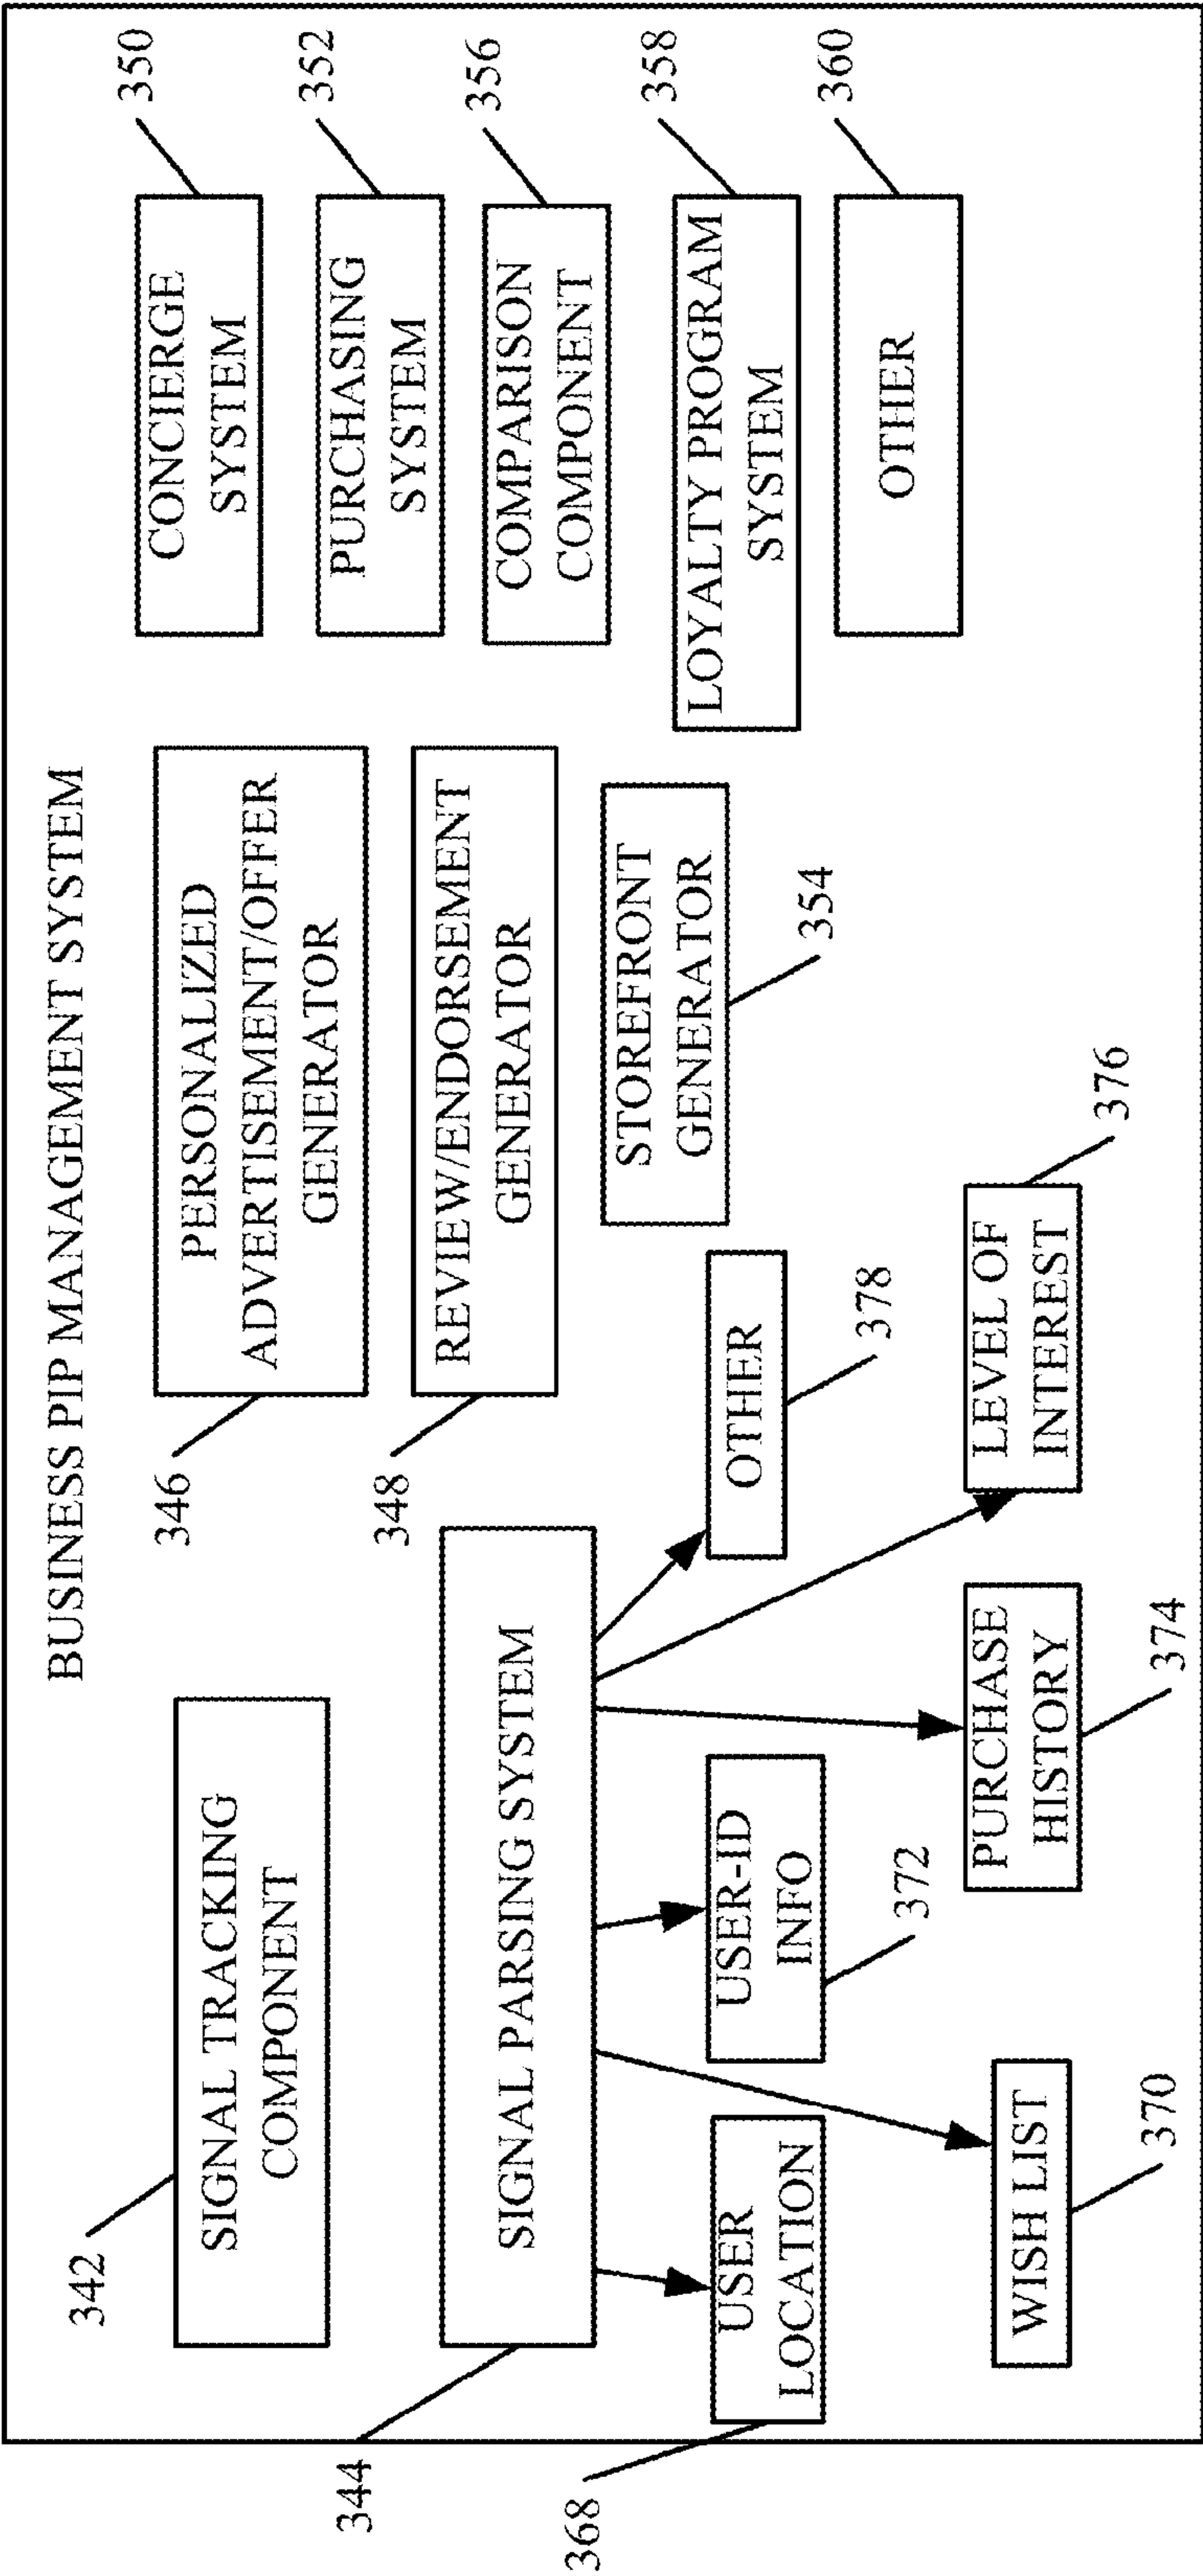 BUSINESS PIP MANAGEMENT SYSTEM
342
SIGNAL TRACKING
COMPONENT
344
SIGNAL PARSING SYSTEM
368
USER
LOCATION
WISH LIST
370
USER-ID
INFO
372
PURCHASE
HISTORY
374
OTHER
378
LEVEL OF
INTEREST
376
346
PERSONALIZED
ADVERTISEMENT/OFFER
GENERATOR
348
REVIEW/ENDORSEMENT
GENERATOR
STOREFRONT
GENERATOR
354
CONCIERGE
SYSTEM
350
PURCHASING
SYSTEM
352
COMPARISON
COMPONENT
356
LOYALTY PROGRAM
SYSTEM
358
OTHER
360